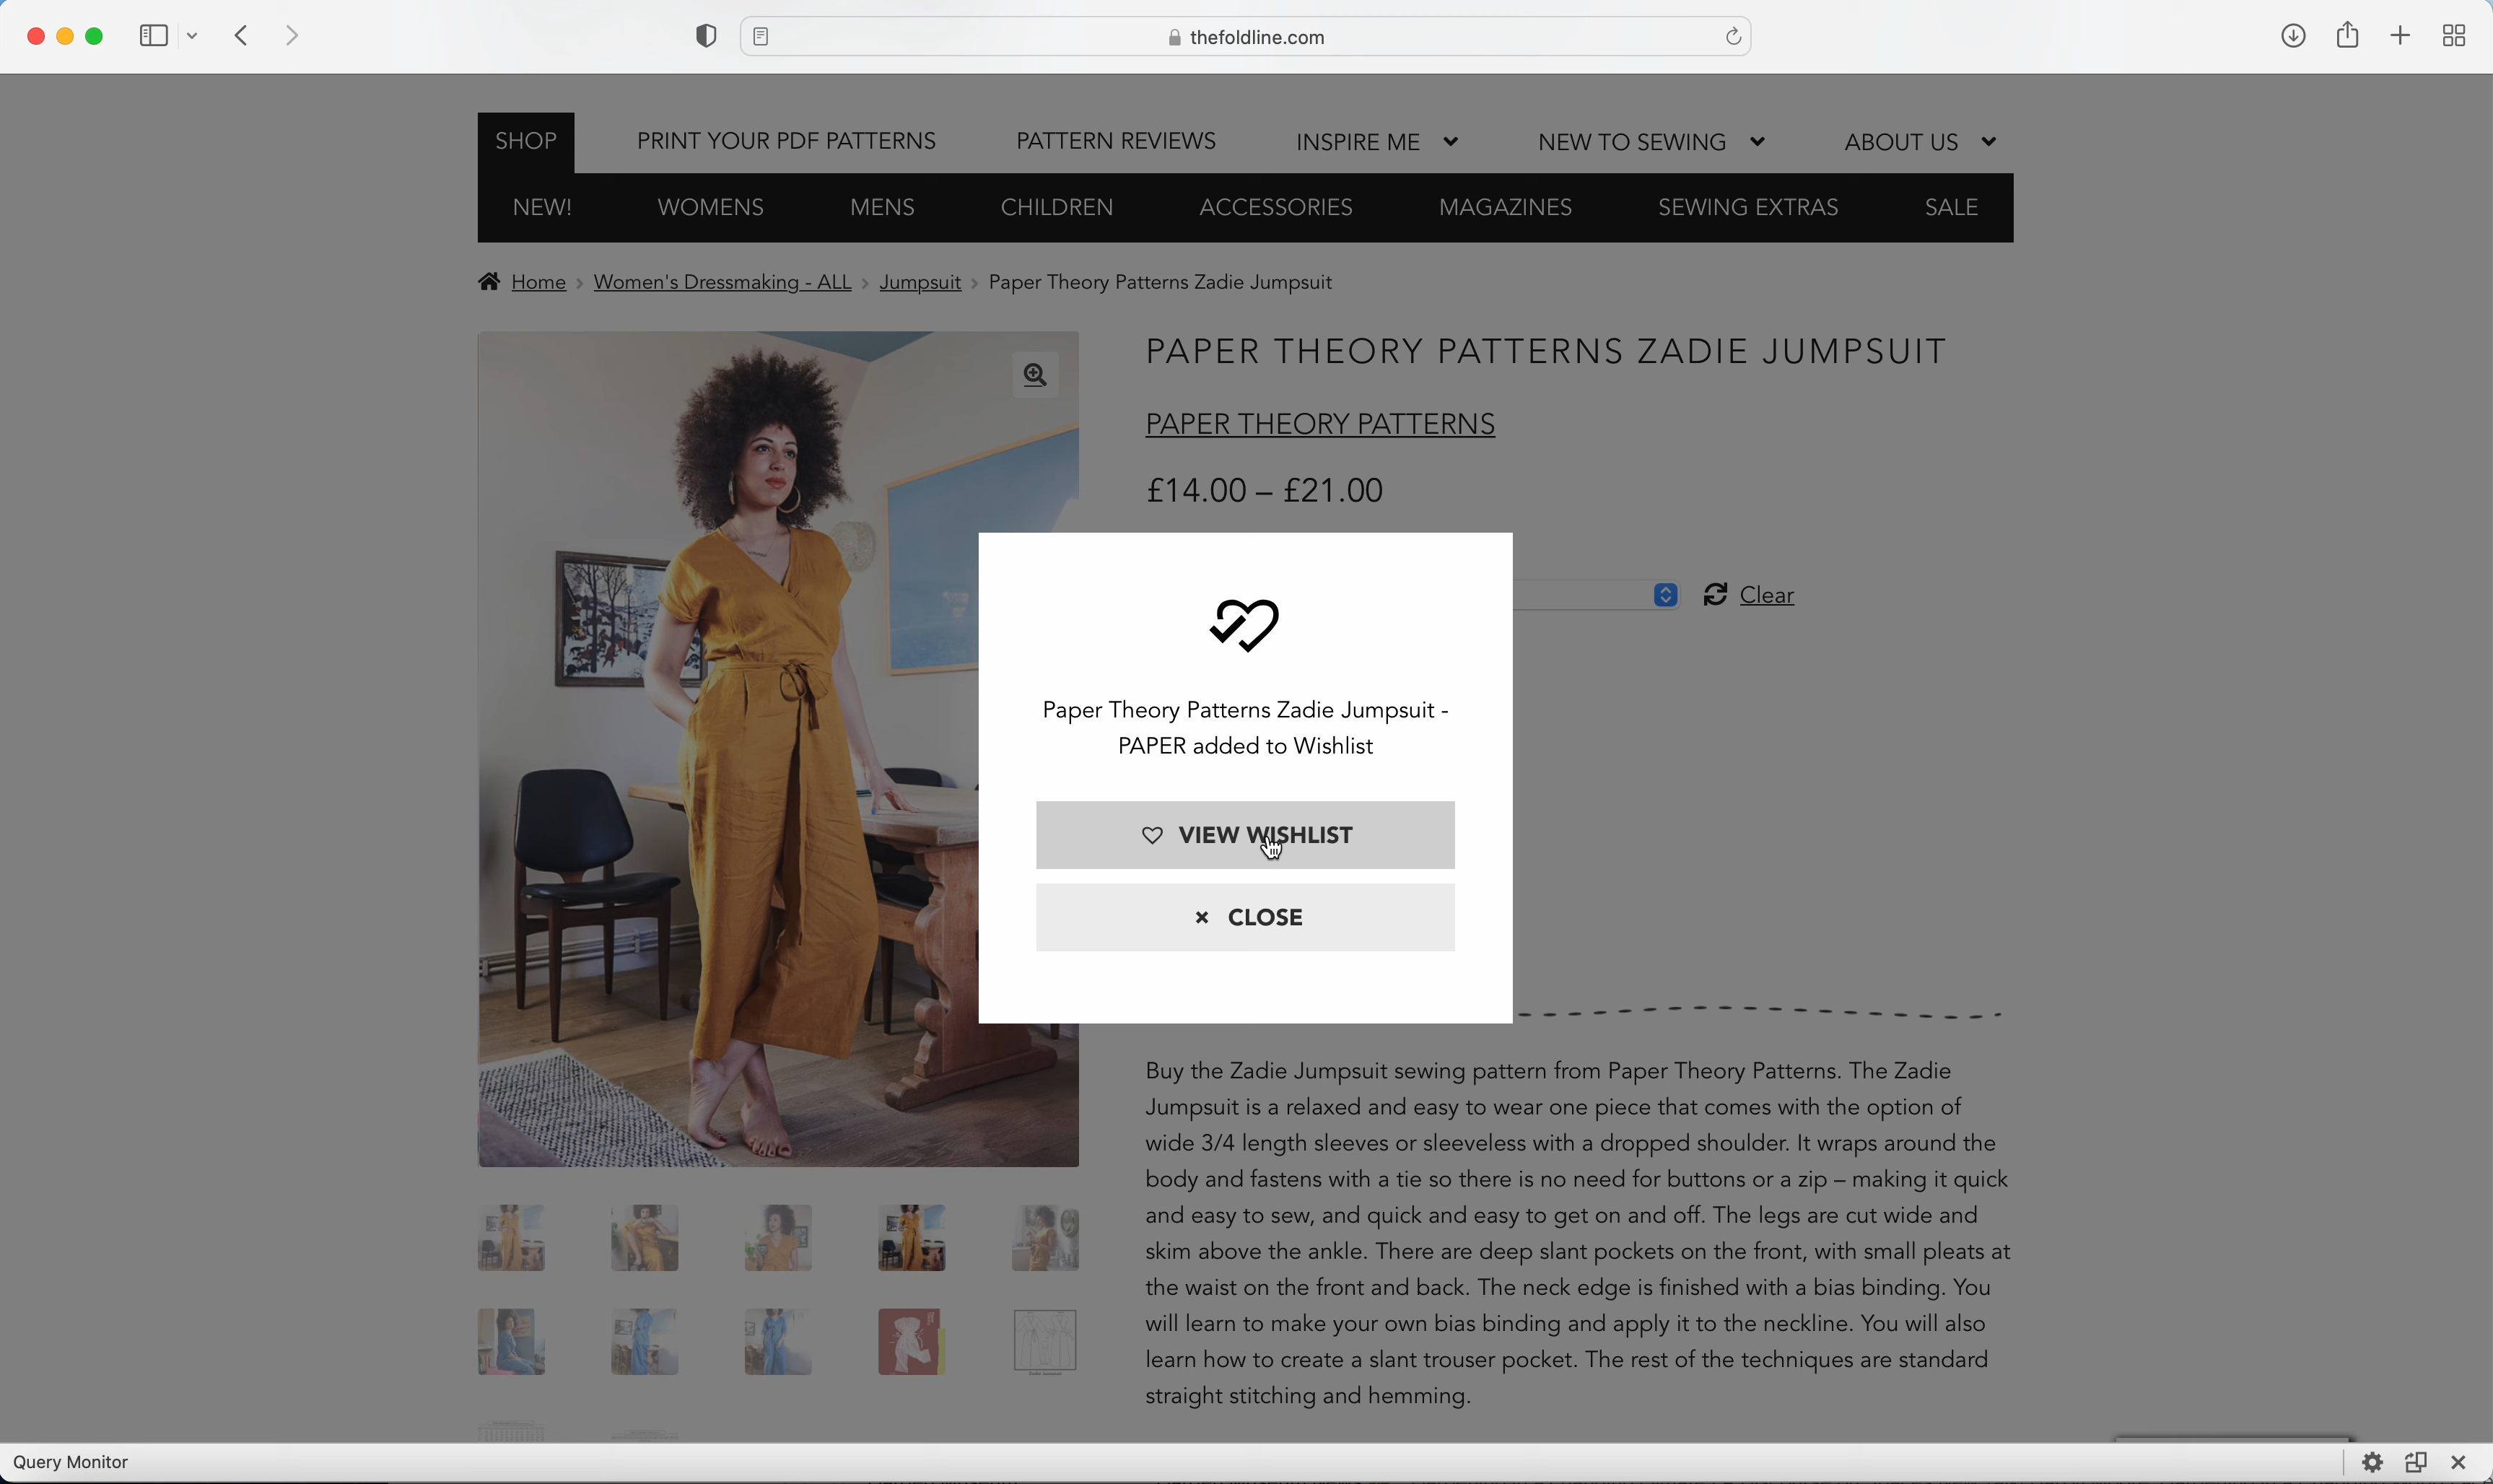 thefoldline.com
SHOP PRINT YOUR PDF PATTERNS PATTERN REVIEWS INSPIRE ME NEW TO SEWING ABOUT US
NEW! WOMENS MENS CHILDREN ACCESSORIES MAGAZINES SEWING EXTRAS SALE
Home › Women's Dressmaking - ALL › Jumpsuit › Paper Theory Patterns Zadie Jumpsuit
PAPER THEORY PATTERNS ZADIE JUMPSUIT
PAPER THEORY PATTERNS
£14.00 – £21.00
Clear
Paper Theory Patterns Zadie Jumpsuit -
PAPER added to Wishlist
VIEW WISHLIST
× CLOSE
Buy the Zadie Jumpsuit sewing pattern from Paper Theory Patterns. The Zadie
Jumpsuit is a relaxed and easy to wear one piece that comes with the option of
wide 3/4 length sleeves or sleeveless with a dropped shoulder. It wraps around the
body and fastens with a tie so there is no need for buttons or a zip – making it quick
and easy to sew, and quick and easy to get on and off. The legs are cut wide and
skim above the ankle. There are deep slant pockets on the front, with small pleats at
the waist on the front and back. The neck edge is finished with a bias binding. You
will learn to make your own bias binding and apply it to the neckline. You will also
learn how to create a slant trouser pocket. The rest of the techniques are standard
straight stitching and hemming.
Query Monitor